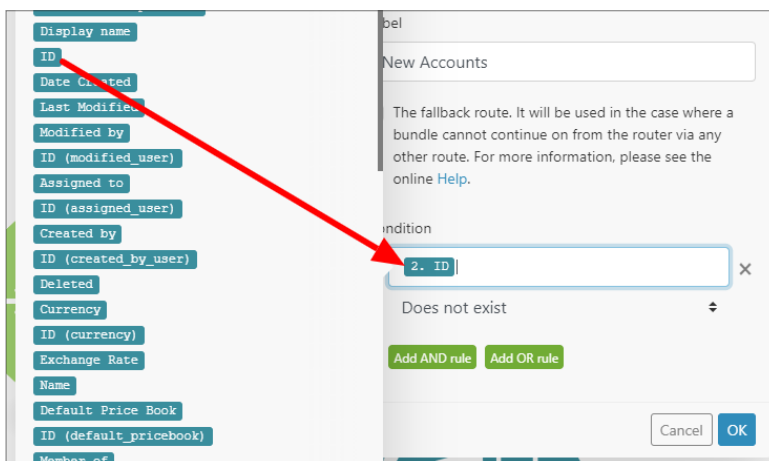 Display name
ID
Date Created
Last Modified
Modified by
ID (modified_user)
Assigned to
ID (assigned_user)
Created by
ID (created_by_user)
Deleted
Currency
ID (currency)
Exchange Rate
Name
Default Price Book
ID (default_pricebook)
Member of
bel
New Accounts
The fallback route. It will be used in the case where a
bundle cannot continue on from the router via any
other route. For more information, please see the
online Help.
ondition
2. ID
Does not exist
Add AND rule Add OR rule
Cancel OK